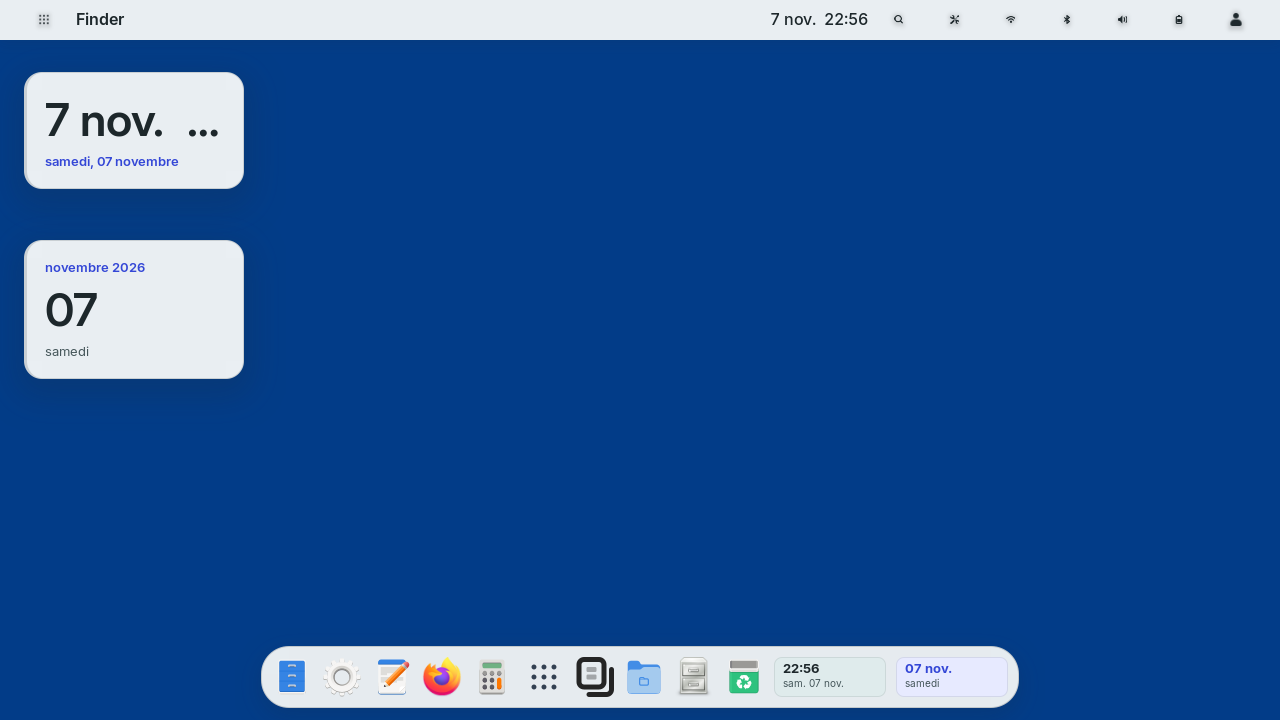 Finder
7 nov.  22:56
7 nov.  ...
samedi, 07 novembre
novembre 2026
07
samedi
22:56
sam. 07 nov.
07 nov.
samedi